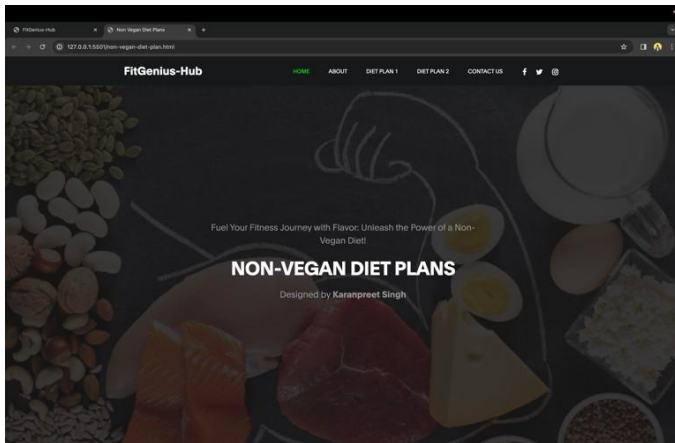 FitGenius-Hub
Non Vegan Diet Plans
127.0.0.1:5501/non-vegan-diet-plan.html
FitGenius-Hub
HOME ABOUT DIET PLAN 1 DIET PLAN 2 CONTACT US
Fuel Your Fitness Journey with Flavor: Unleash the Power of a Non-
Vegan Diet!
NON-VEGAN DIET PLANS
Designed by Karanpreet Singh